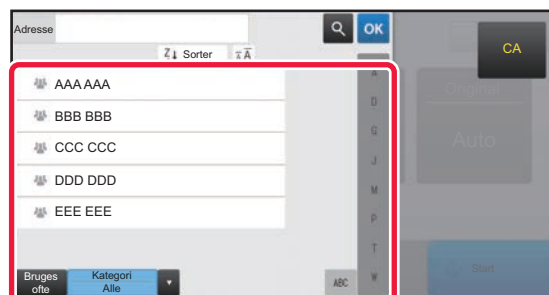 Adresse
OK
CA
Z↓ Sorter
A
AAA AAA
A
Original
BBB BBB
D
CCC CCC
G
Auto
J
DDD DDD
M
EEE EEE
P
T
Bruges
ofte
Kategori
Alle
▼
ABC
W
Start